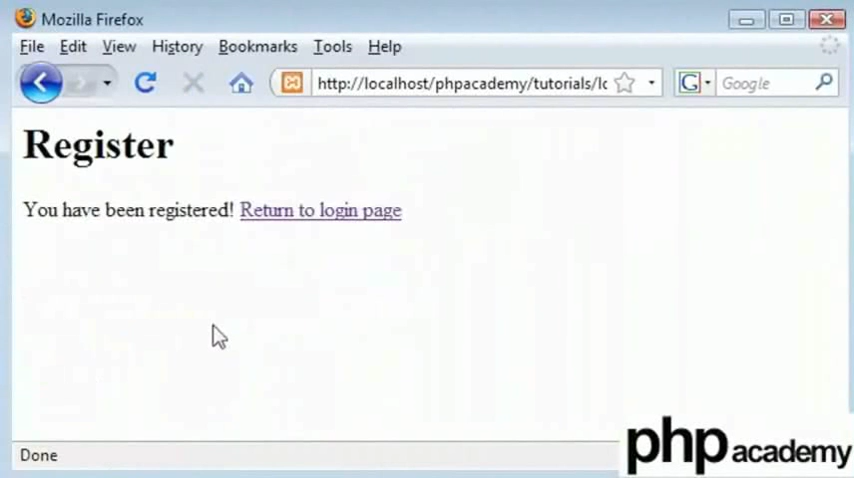 Mozilla Firefox
File Edit View History Bookmarks Tools Help
http://localhost/phpacademy/tutorials/lo
G Google
Register
You have been registered! Return to login page
Done
php academy